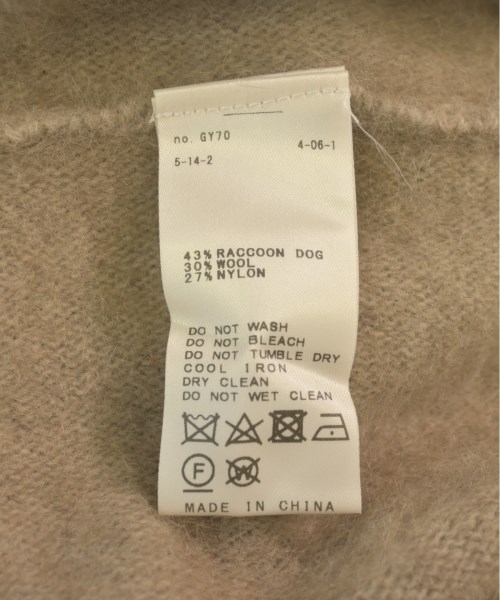 no. GY70 4-06-1
5-14-2
43% RACCOON DOG
30% WOOL
27% NYLON
DO NOT WASH
DO NOT BLEACH
DO NOT TUMBLE DRY
COOL IRON
DRY CLEAN
DO NOT WET CLEAN
F W
MADE IN CHINA